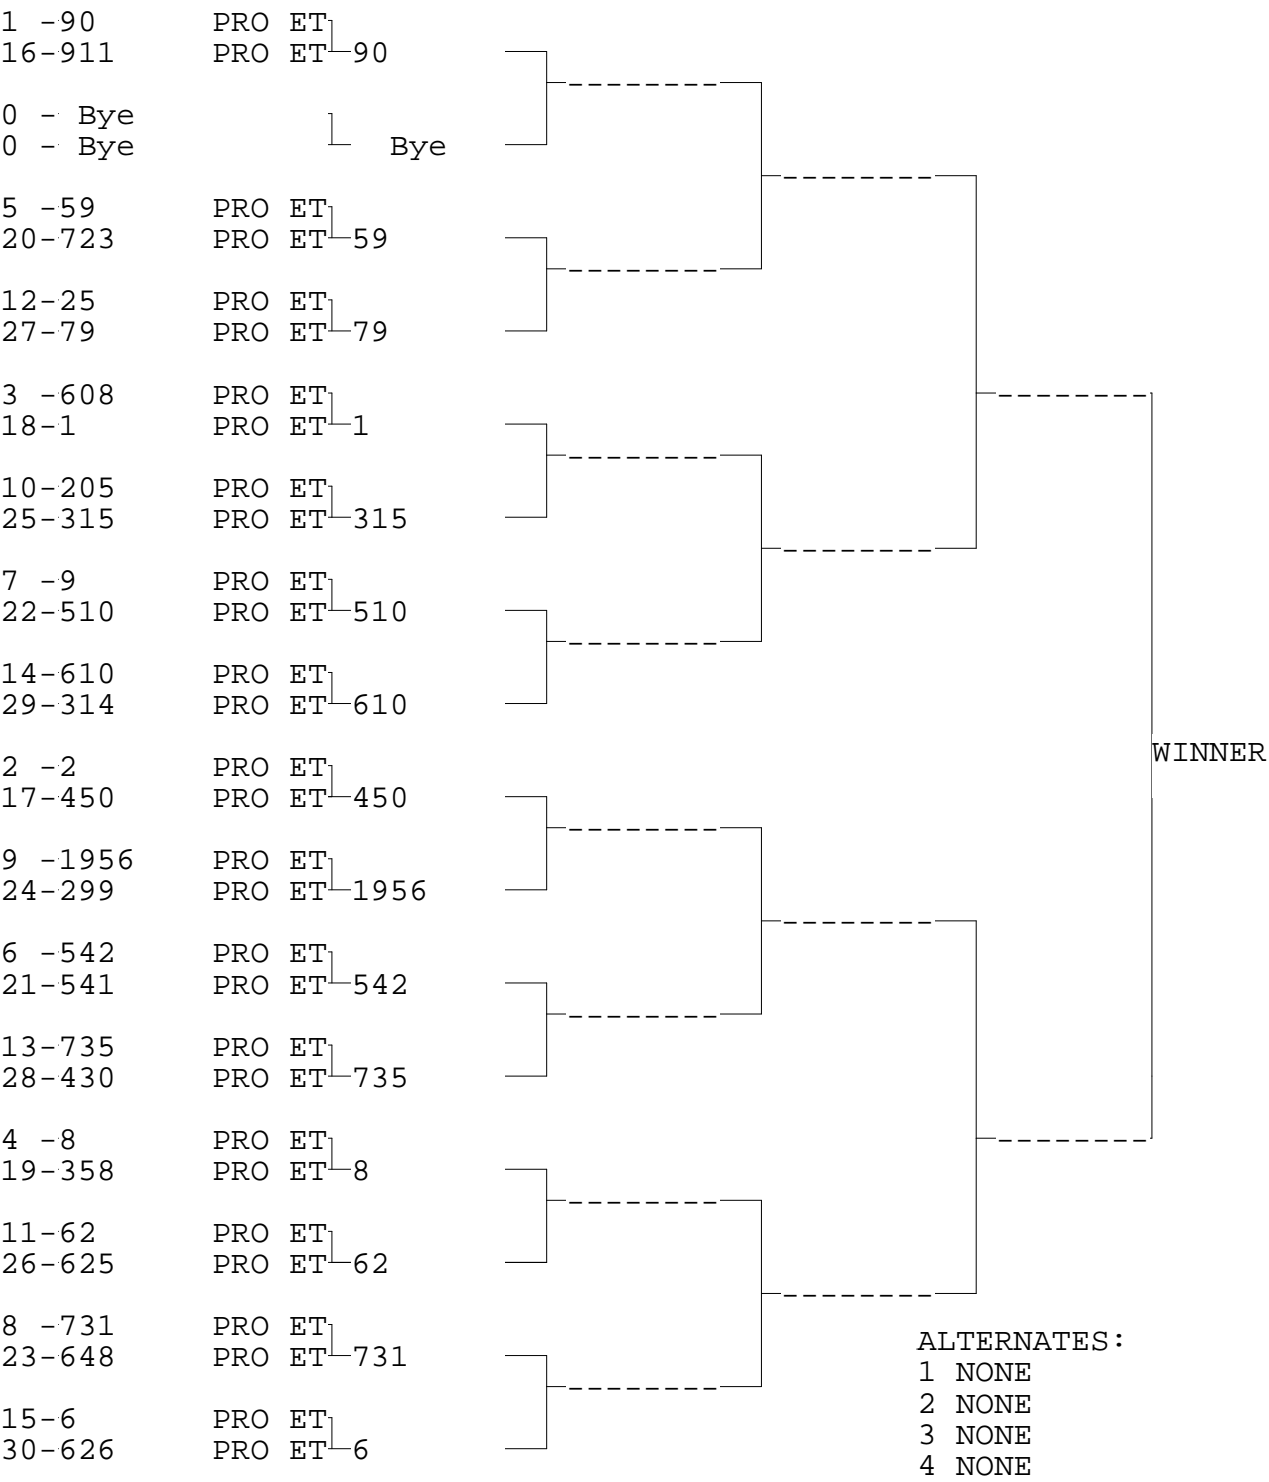 1 -90 PRO ET
16-911 PRO ET 90
0 - Bye
0 - Bye Bye
5 -59 PRO ET
20-723 PRO ET 59
12-25 PRO ET
27-79 PRO ET 79
3 -608 PRO ET
18-1 PRO ET 1
10-205 PRO ET
25-315 PRO ET 315
7 -9 PRO ET
22-510 PRO ET 510
14-610 PRO ET
29-314 PRO ET 610
WINNER
2 -2 PRO ET
17-450 PRO ET 450
9 -1956 PRO ET
24-299 PRO ET 1956
6 -542 PRO ET
21-541 PRO ET 542
13-735 PRO ET
28-430 PRO ET 735
4 -8 PRO ET
19-358 PRO ET 8
11-62 PRO ET
26-625 PRO ET 62
8 -731 PRO ET
23-648 PRO ET 731
15-6 PRO ET
30-626 PRO ET 6
ALTERNATES:
1 NONE
2 NONE
3 NONE
4 NONE